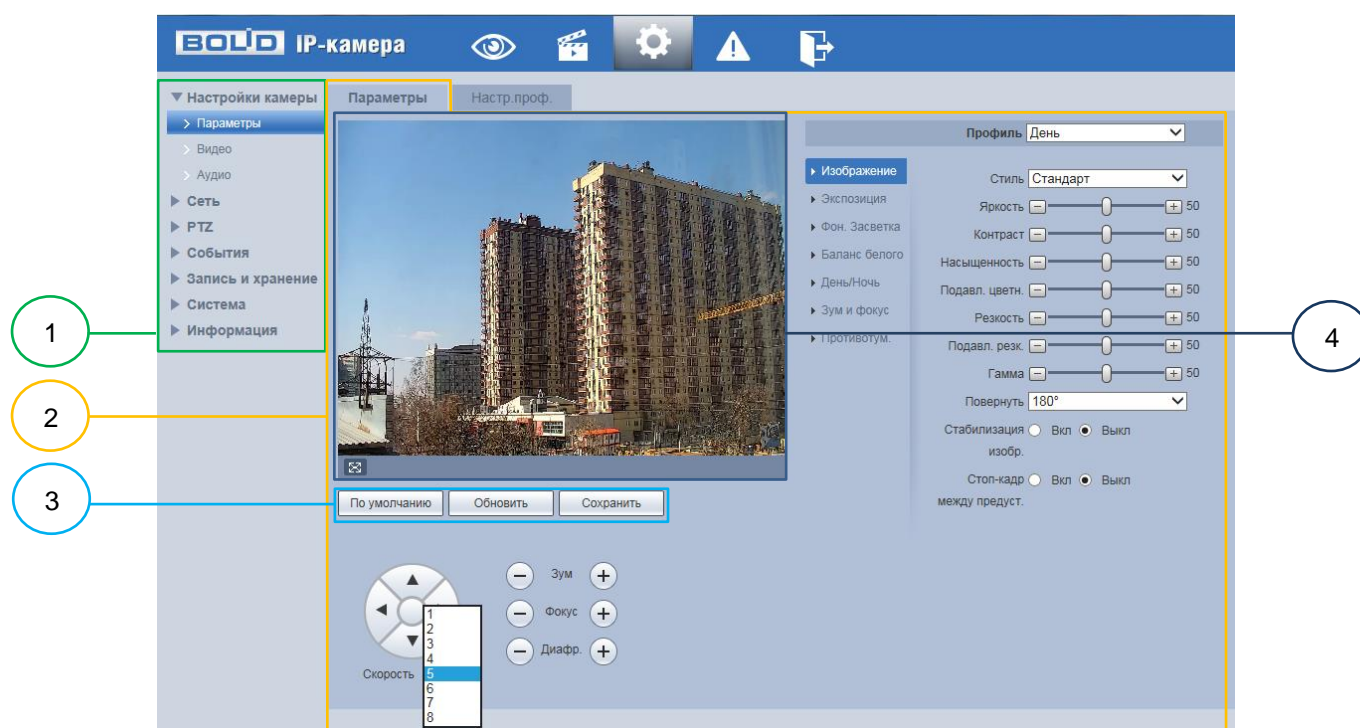 BOLID IP-камера
Настройки камеры
Параметры
Видео
Аудио
Сеть
PTZ
События
Запись и хранение
Система
Информация
1
2
3
4
Параметры
Настр.проф.
Профиль День
Изображение
Экспозиция
Фон. Засветка
Баланс белого
День/Ночь
Зум и фокус
Противотум.
Стиль Стандарт
Яркость 50
Контраст 50
Насыщенность 50
Подавл. цветн. 50
Резкость 50
Подавл. резк. 50
Гамма 50
Повернуть 180°
Стабилизация Вкл Выкл
изобр.
Стоп-кадр Вкл Выкл
между предуст.
По умолчанию Обновить Сохранить
Зум
Фокус
Диафр.
Скорость
1
2
3
4
5
6
7
8